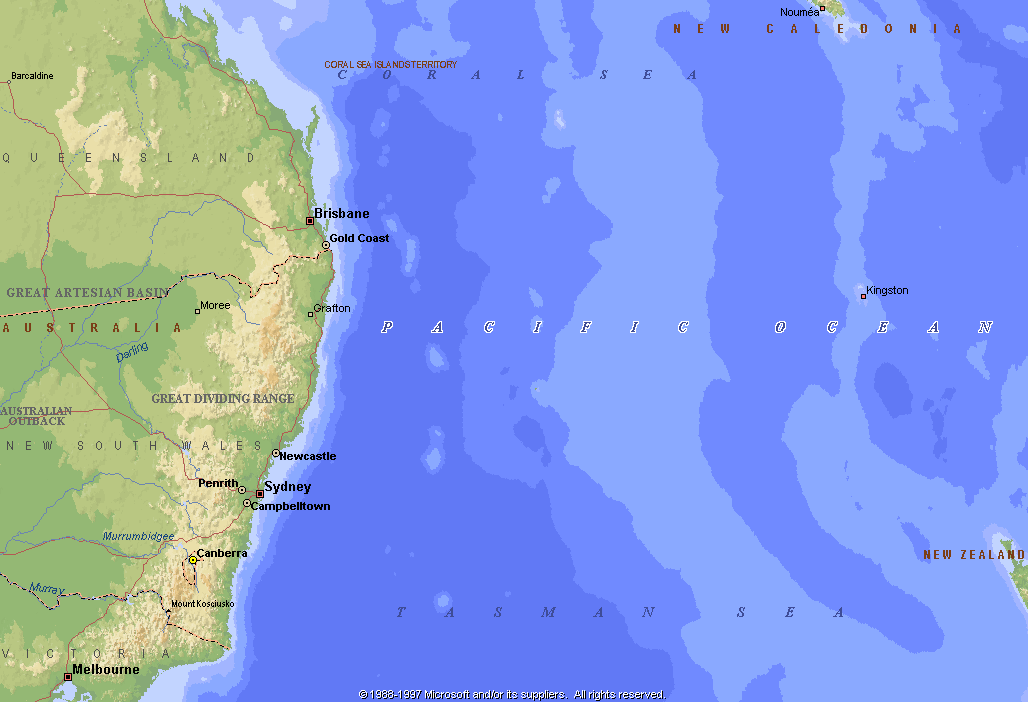 Nouméa
NEW CALEDONIA
CORAL SEA ISLANDS TERRITORY
CORAL SEA
Barcaldine
QUEENSLAND
Brisbane
Gold Coast
GREAT ARTESIAN BASIN
Kingston
Moree
Grafton
AUSTRALIA
PACIFIC OCEAN
Darling
GREAT DIVIDING RANGE
AUSTRALIAN
OUTBACK
NEW SOUTH WALES
Newcastle
Penrith
Sydney
Campbelltown
Murrumbidgee
Canberra
NEW ZEALAND
Murray
Mount Kosciusko
TASMAN SEA
VICTORIA
Melbourne
© 1988-1997 Microsoft and/or its suppliers. All rights reserved.